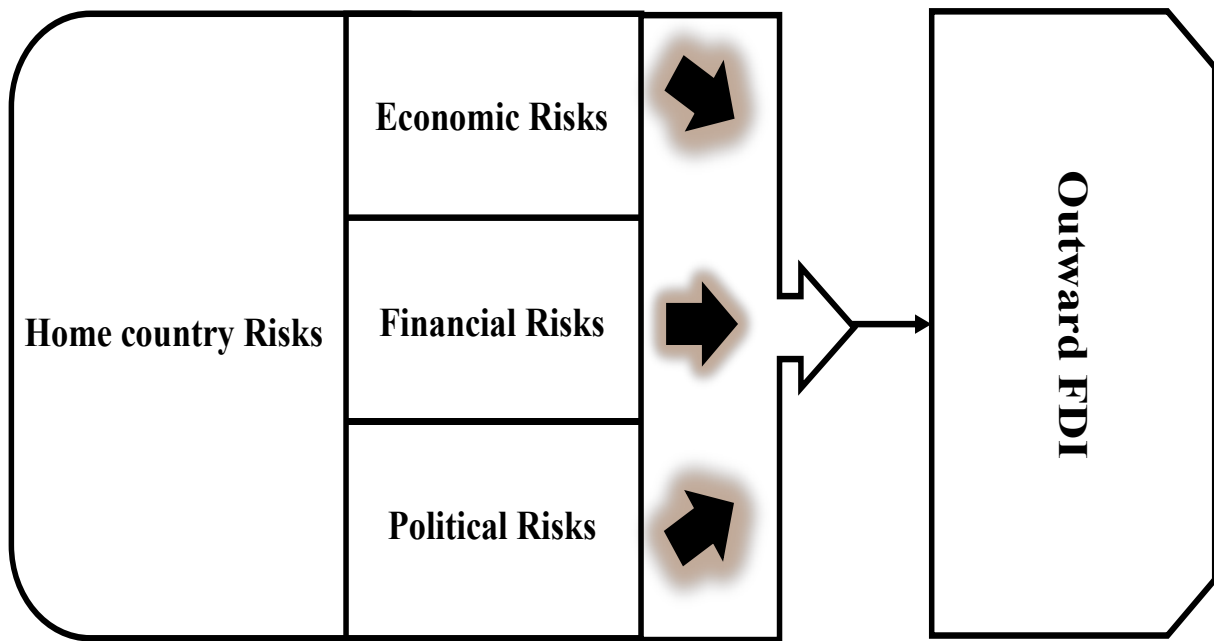 Home country Risks
Economic Risks
Financial Risks
Political Risks
Outward FDI